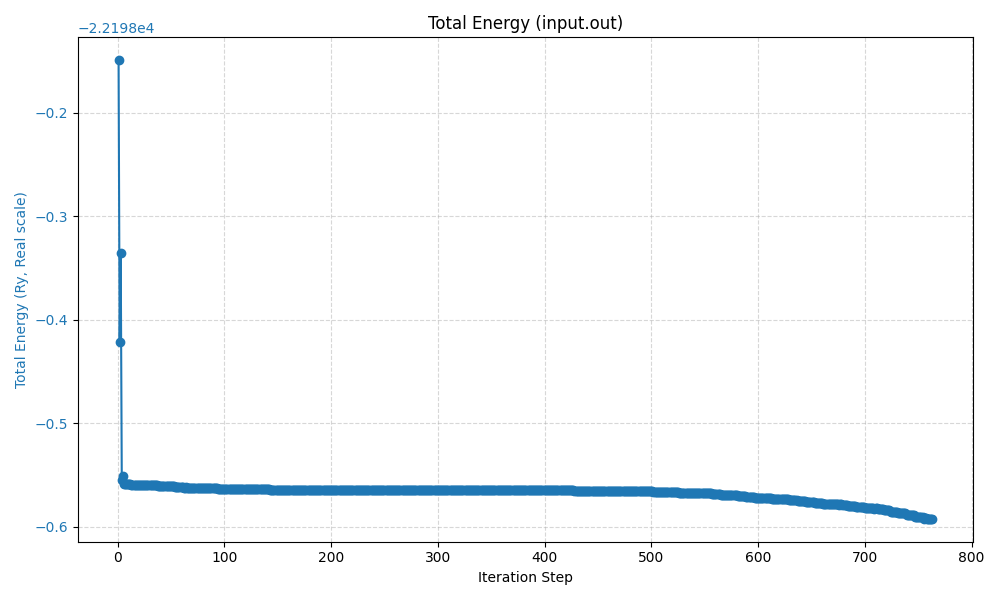 Total Energy (input.out)
−2.2198e4
−0.2
−0.3
−0.4
−0.5
−0.6
Total Energy (Ry, Real scale)
0 100 200 300 400 500 600 700 800
Iteration Step